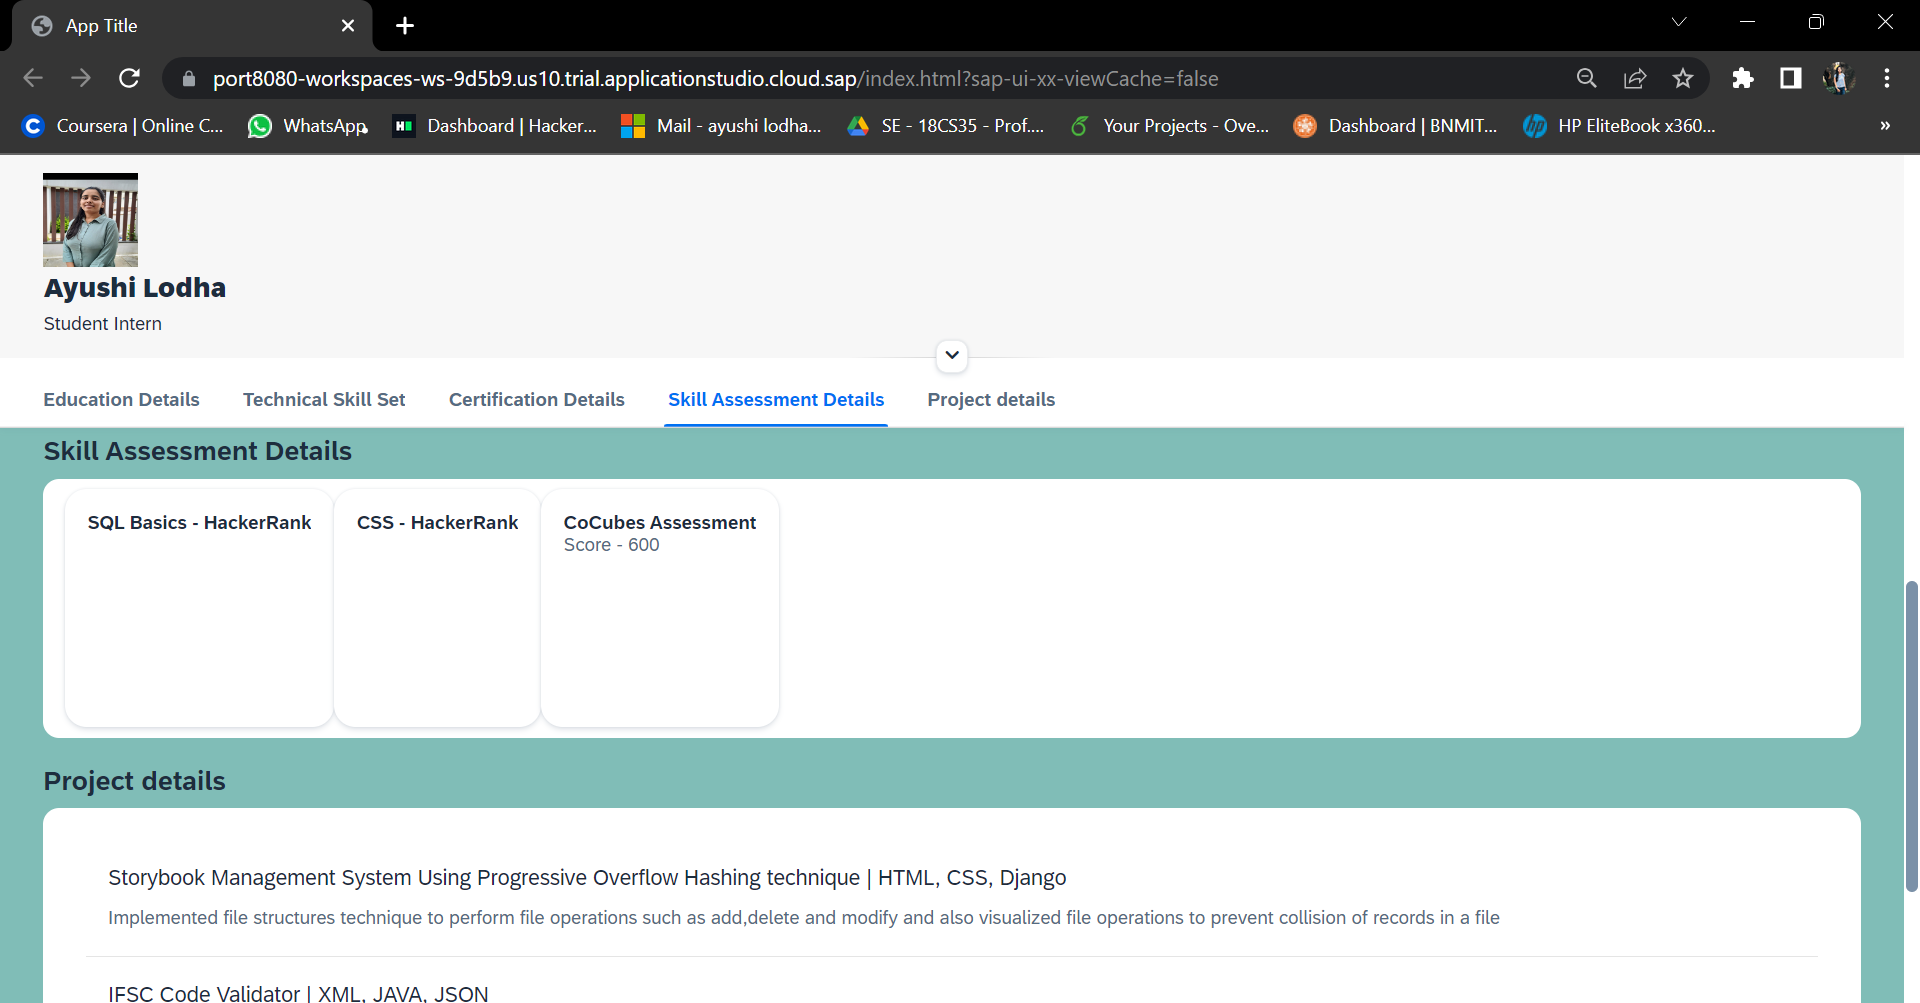 App Title
port8080-workspaces-ws-9d5b9.us10.trial.applicationstudio.cloud.sap/index.html?sap-ui-xx-viewCache=false
Coursera | Online C... WhatsApp Dashboard | Hacker... Mail - ayushi lodha... SE - 18CS35 - Prof.... Your Projects - Ove... Dashboard | BNMIT... HP EliteBook x360... »
Ayushi Lodha
Student Intern
Education Details Technical Skill Set Certification Details Skill Assessment Details Project details
Skill Assessment Details
SQL Basics - HackerRank CSS - HackerRank CoCubes Assessment
Score - 600
Project details
Storybook Management System Using Progressive Overflow Hashing technique | HTML, CSS, Django
Implemented file structures technique to perform file operations such as add,delete and modify and also visualized file operations to prevent collision of records in a file
IFSC Code Validator | XML, JAVA, JSON